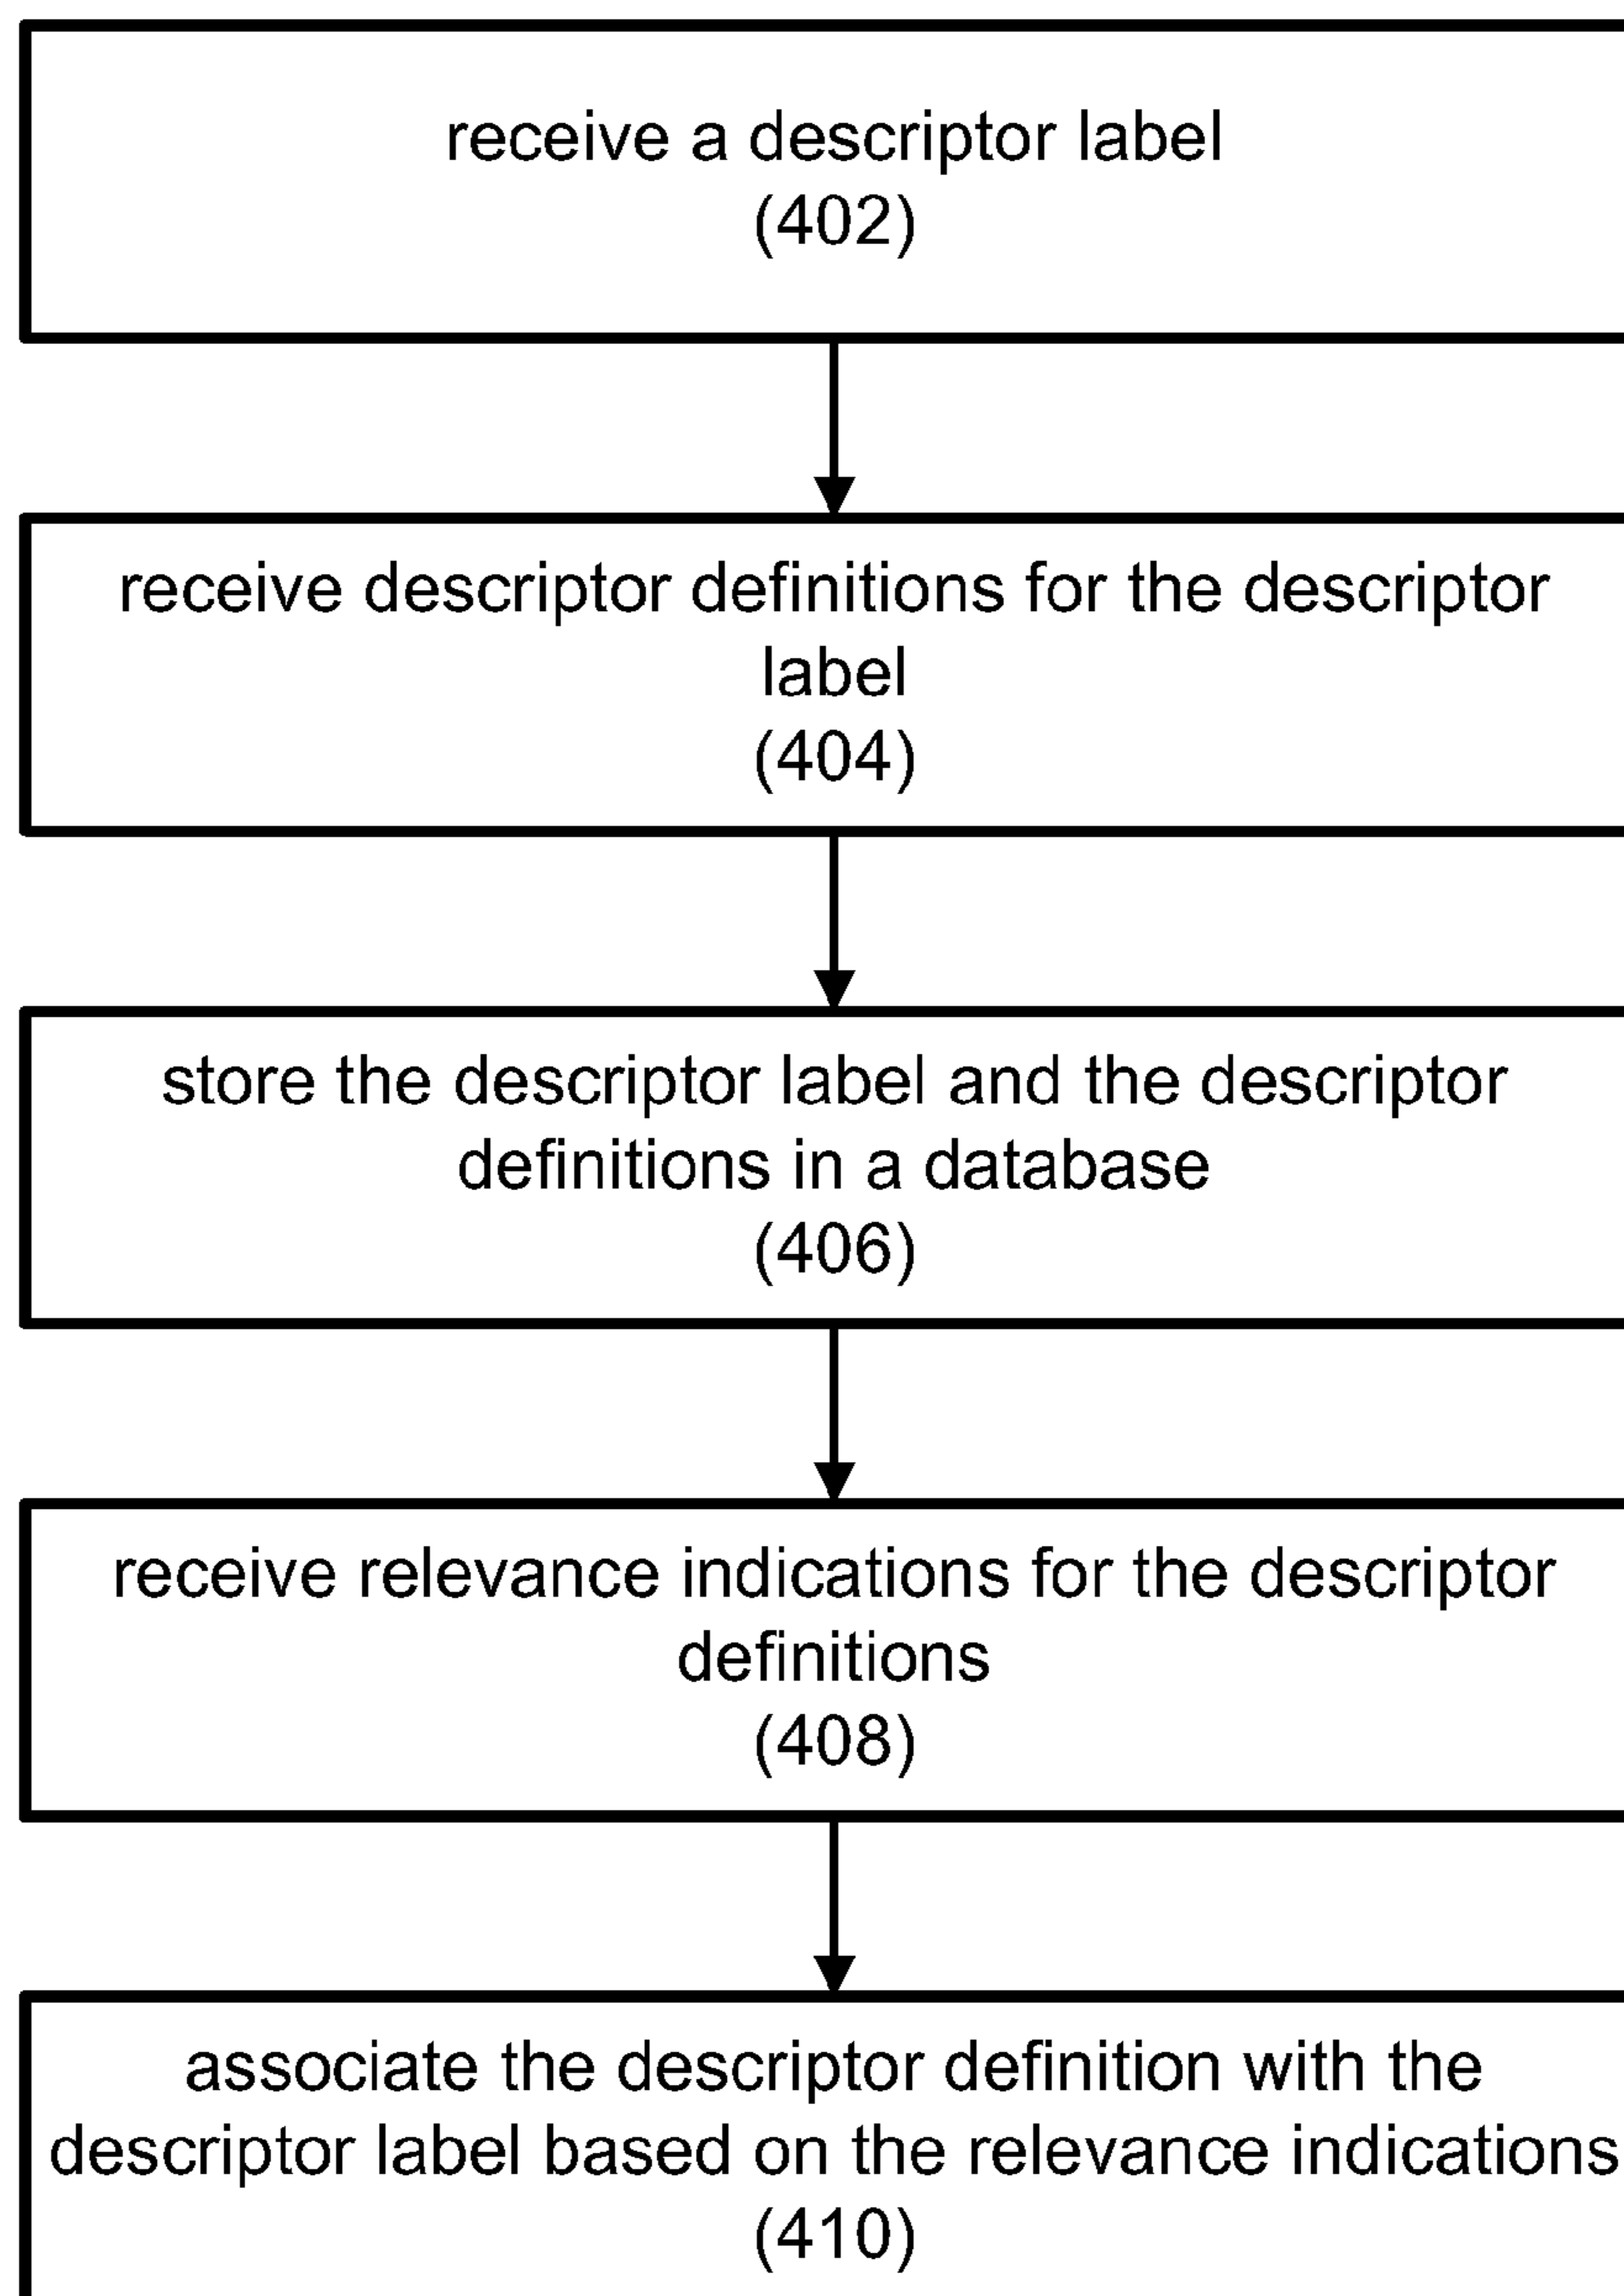 receive a descriptor label
(402)
receive descriptor definitions for the descriptor
label
(404)
store the descriptor label and the descriptor
definitions in a database
(406)
receive relevance indications for the descriptor
definitions
(408)
associate the descriptor definition with the
descriptor label based on the relevance indications
(410)